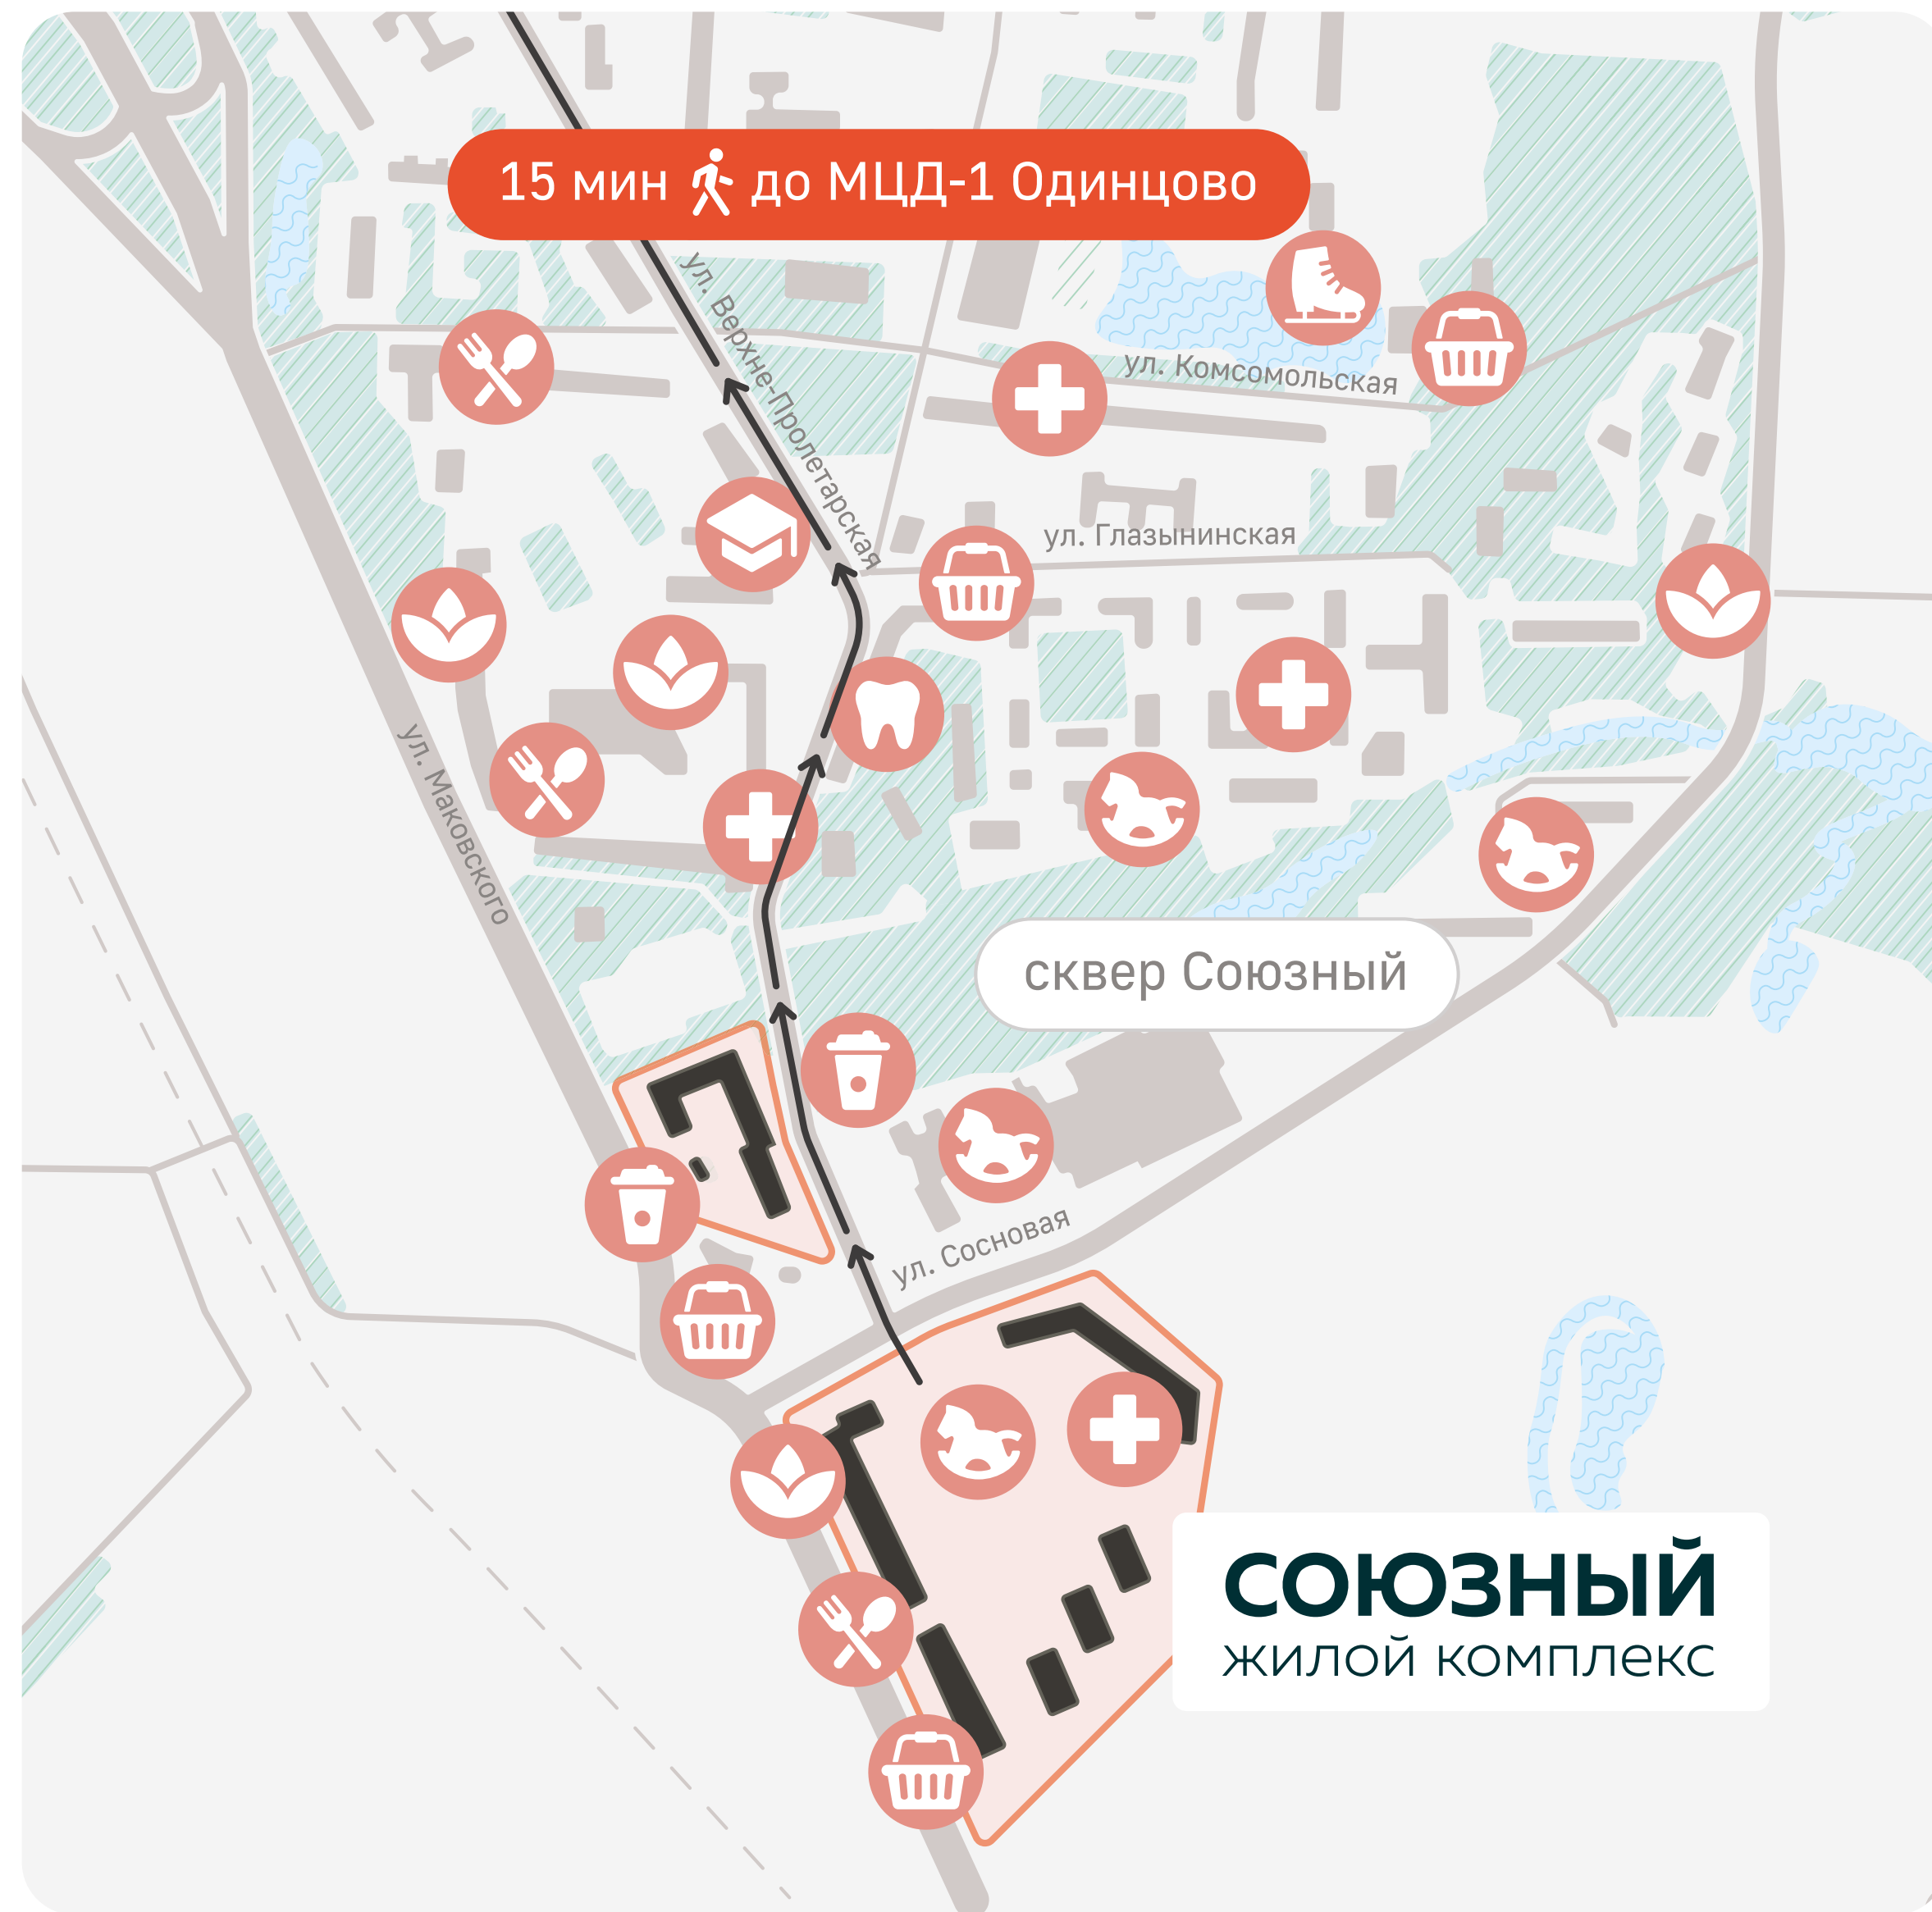 15 мин до МЦД-1 Одинцово
ул. Верхне-Пролетарская
ул. Комсомольская
ул. Глазынинская
ул. Маковского
сквер Союзный
ул. Сосновая
СОЮЗНЫЙ
ЖИЛОЙ КОМПЛЕКС